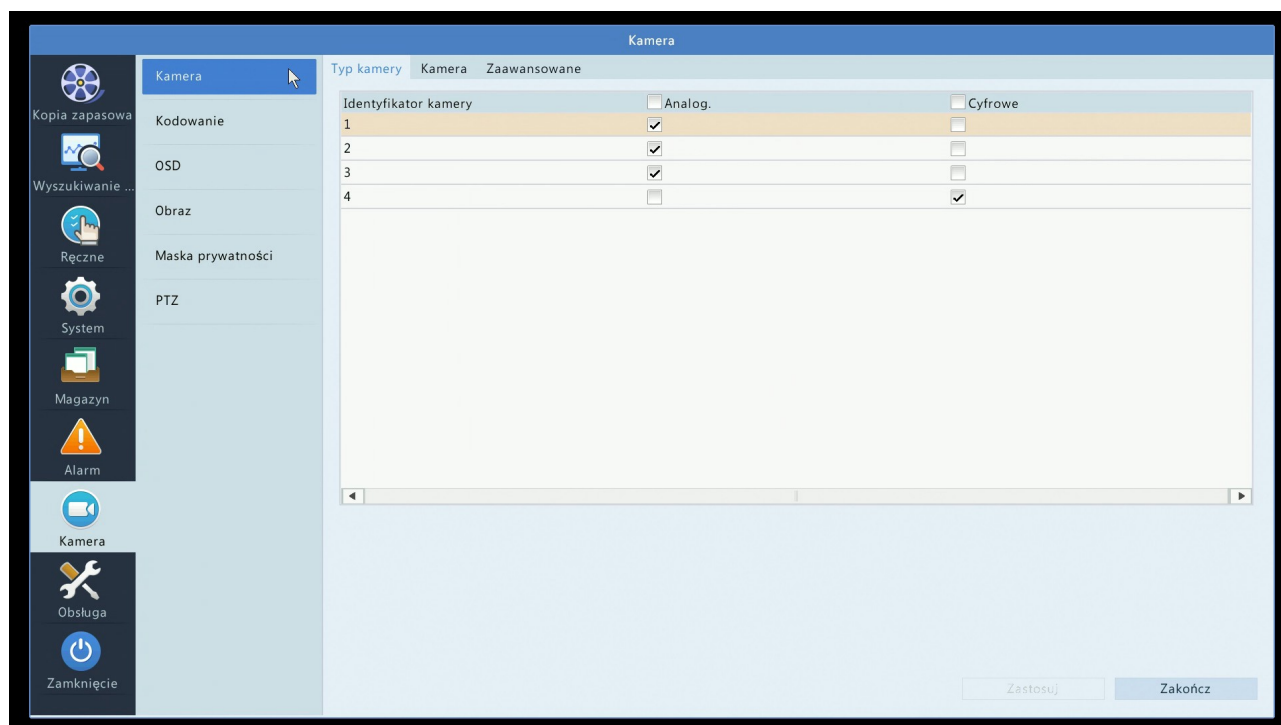 Kamera
Kopia zapasowa
Wyszukiwanie ...
Ręczne
System
Magazyn
Alarm
Kamera
Obsługa
Zamknięcie
Kamera
Kodowanie
OSD
Obraz
Maska prywatności
PTZ
Typ kamery Kamera Zaawansowane
Identyfikator kamery Analog. Cyfrowe
1
2
3
4
Zastosuj Zakończ